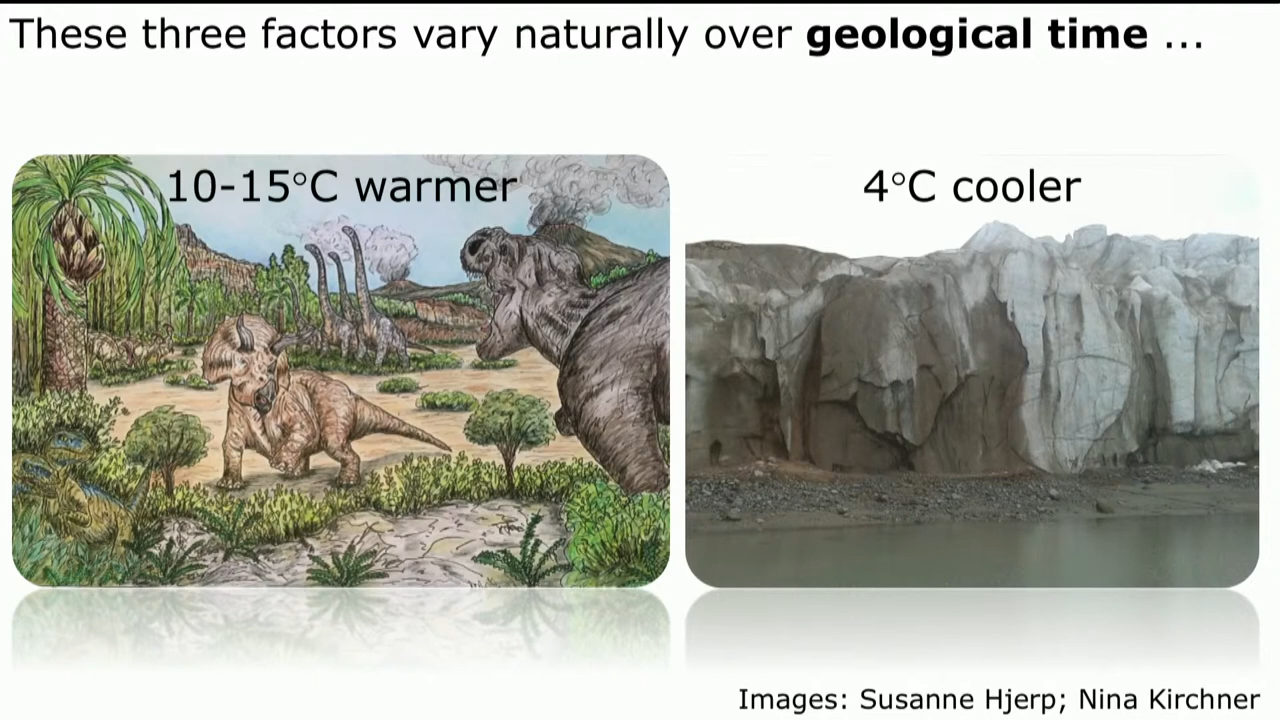 These three factors vary naturally over geological time ...
10-15°C warmer
4°C cooler
Images: Susanne Hjerp; Nina Kirchner